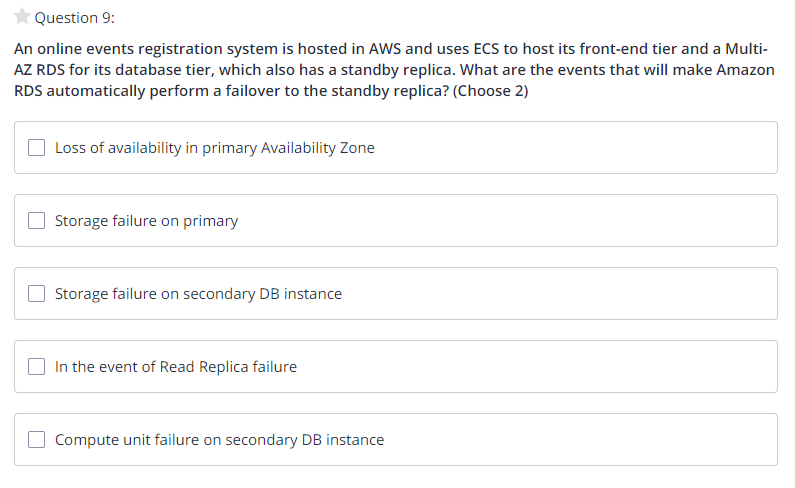 Question 9:
An online events registration system is hosted in AWS and uses ECS to host its front-end tier and a Multi-
AZ RDS for its database tier, which also has a standby replica. What are the events that will make Amazon
RDS automatically perform a failover to the standby replica? (Choose 2)
Loss of availability in primary Availability Zone
Storage failure on primary
Storage failure on secondary DB instance
In the event of Read Replica failure
Compute unit failure on secondary DB instance